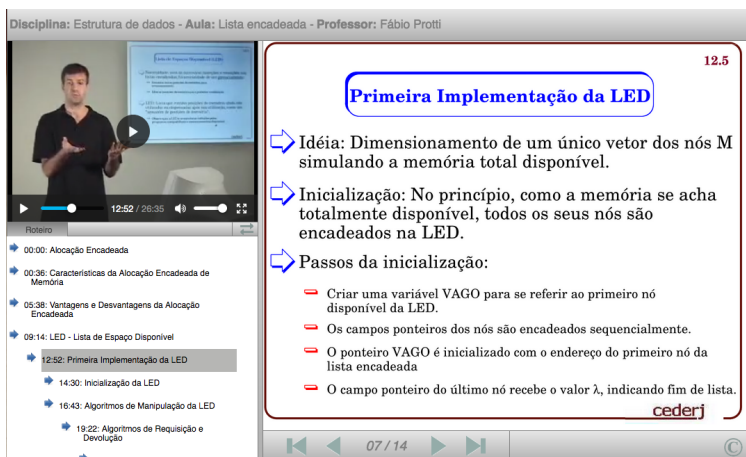 Disciplina: Estrutura de dados - Aula: Lista encadeada - Professor: Fábio Protti
12:52 / 26:35
Roteiro
00:00: Alocação Encadeada
00:36: Características da Alocação Encadeada de
Memória
05:38: Vantagens e Desvantagens da Alocação
Encadeada
09:14: LED - Lista de Espaço Disponível
12:52: Primeira Implementação da LED
14:30: Inicialização da LED
16:43: Algoritmos de Manipulação da LED
19:22: Algoritmos de Requisição e
Devolução
12.5
Primeira Implementação da LED
Idéia: Dimensionamento de um único vetor dos nós M
simulando a memória total disponível.
Inicialização: No princípio, como a memória se acha
totalmente disponível, todos os seus nós são
encadeados na LED.
Passos da inicialização:
Criar uma variável VAGO para se referir ao primeiro nó
disponível da LED.
Os campos ponteiros dos nós são encadeados sequencialmente.
O ponteiro VAGO é inicializado com o endereço do primeiro nó da
lista encadeada
O campo ponteiro do último nó recebe o valor λ, indicando fim de lista.
cederj
07 / 14
©